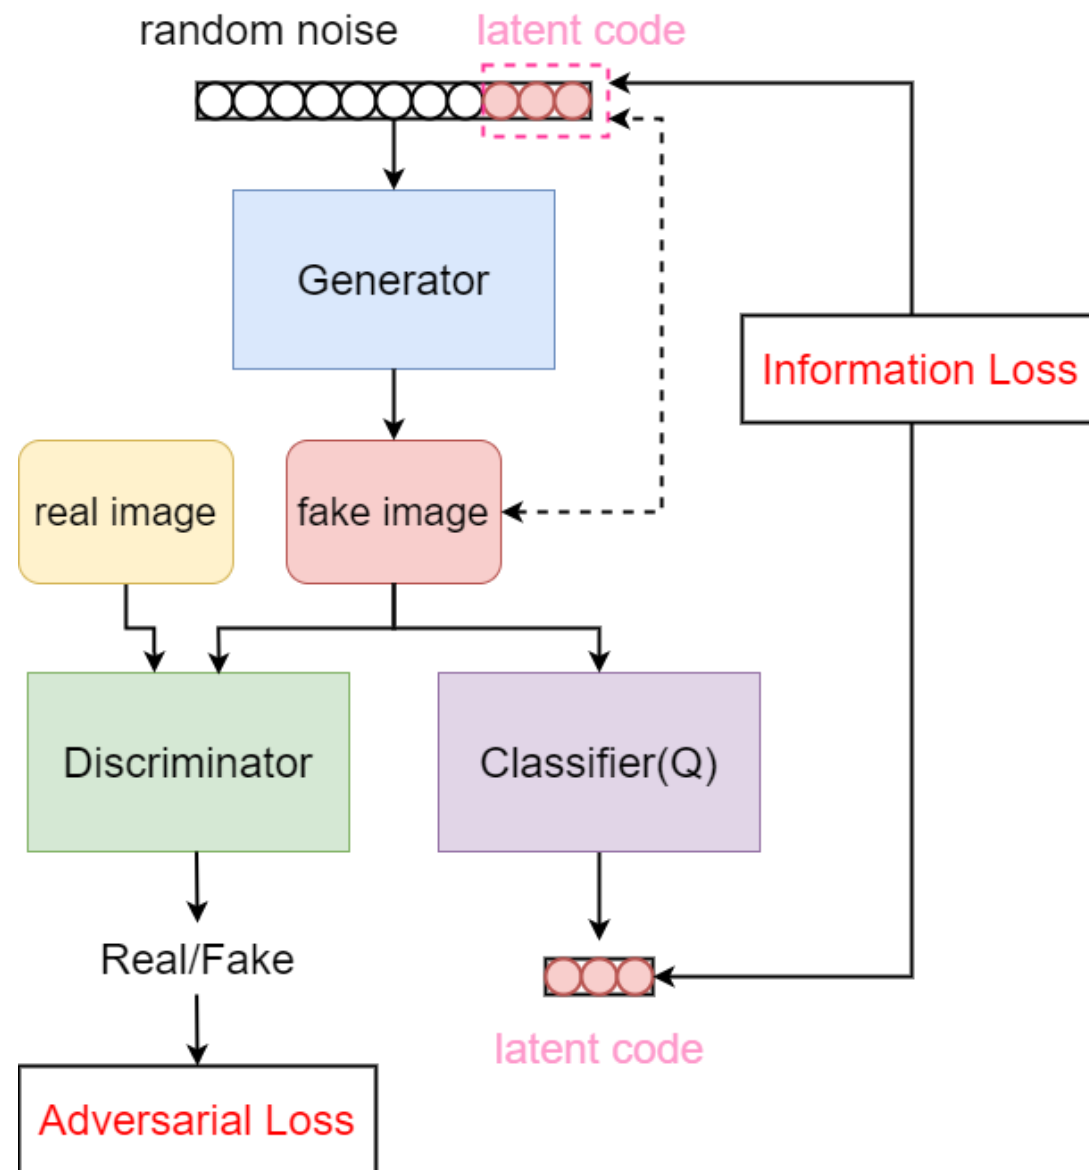 random noise
latent code
Generator
Information Loss
real image
fake image
Discriminator
Classifier(Q)
Real/Fake
latent code
Adversarial Loss